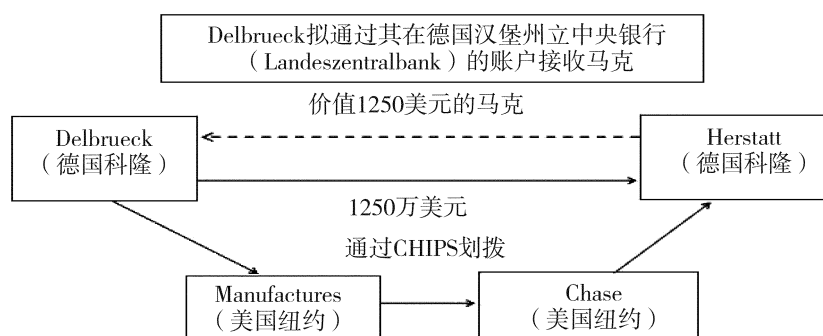 Delbrueck拟通过其在德国汉堡州立中央银行
（Landeszentralbank）的账户接收马克
价值1250美元的马克
Delbrueck
（德国科隆）
Herstatt
（德国科隆）
1250万美元
通过CHIPS划拨
Manufactures
（美国纽约）
Chase
（美国纽约）